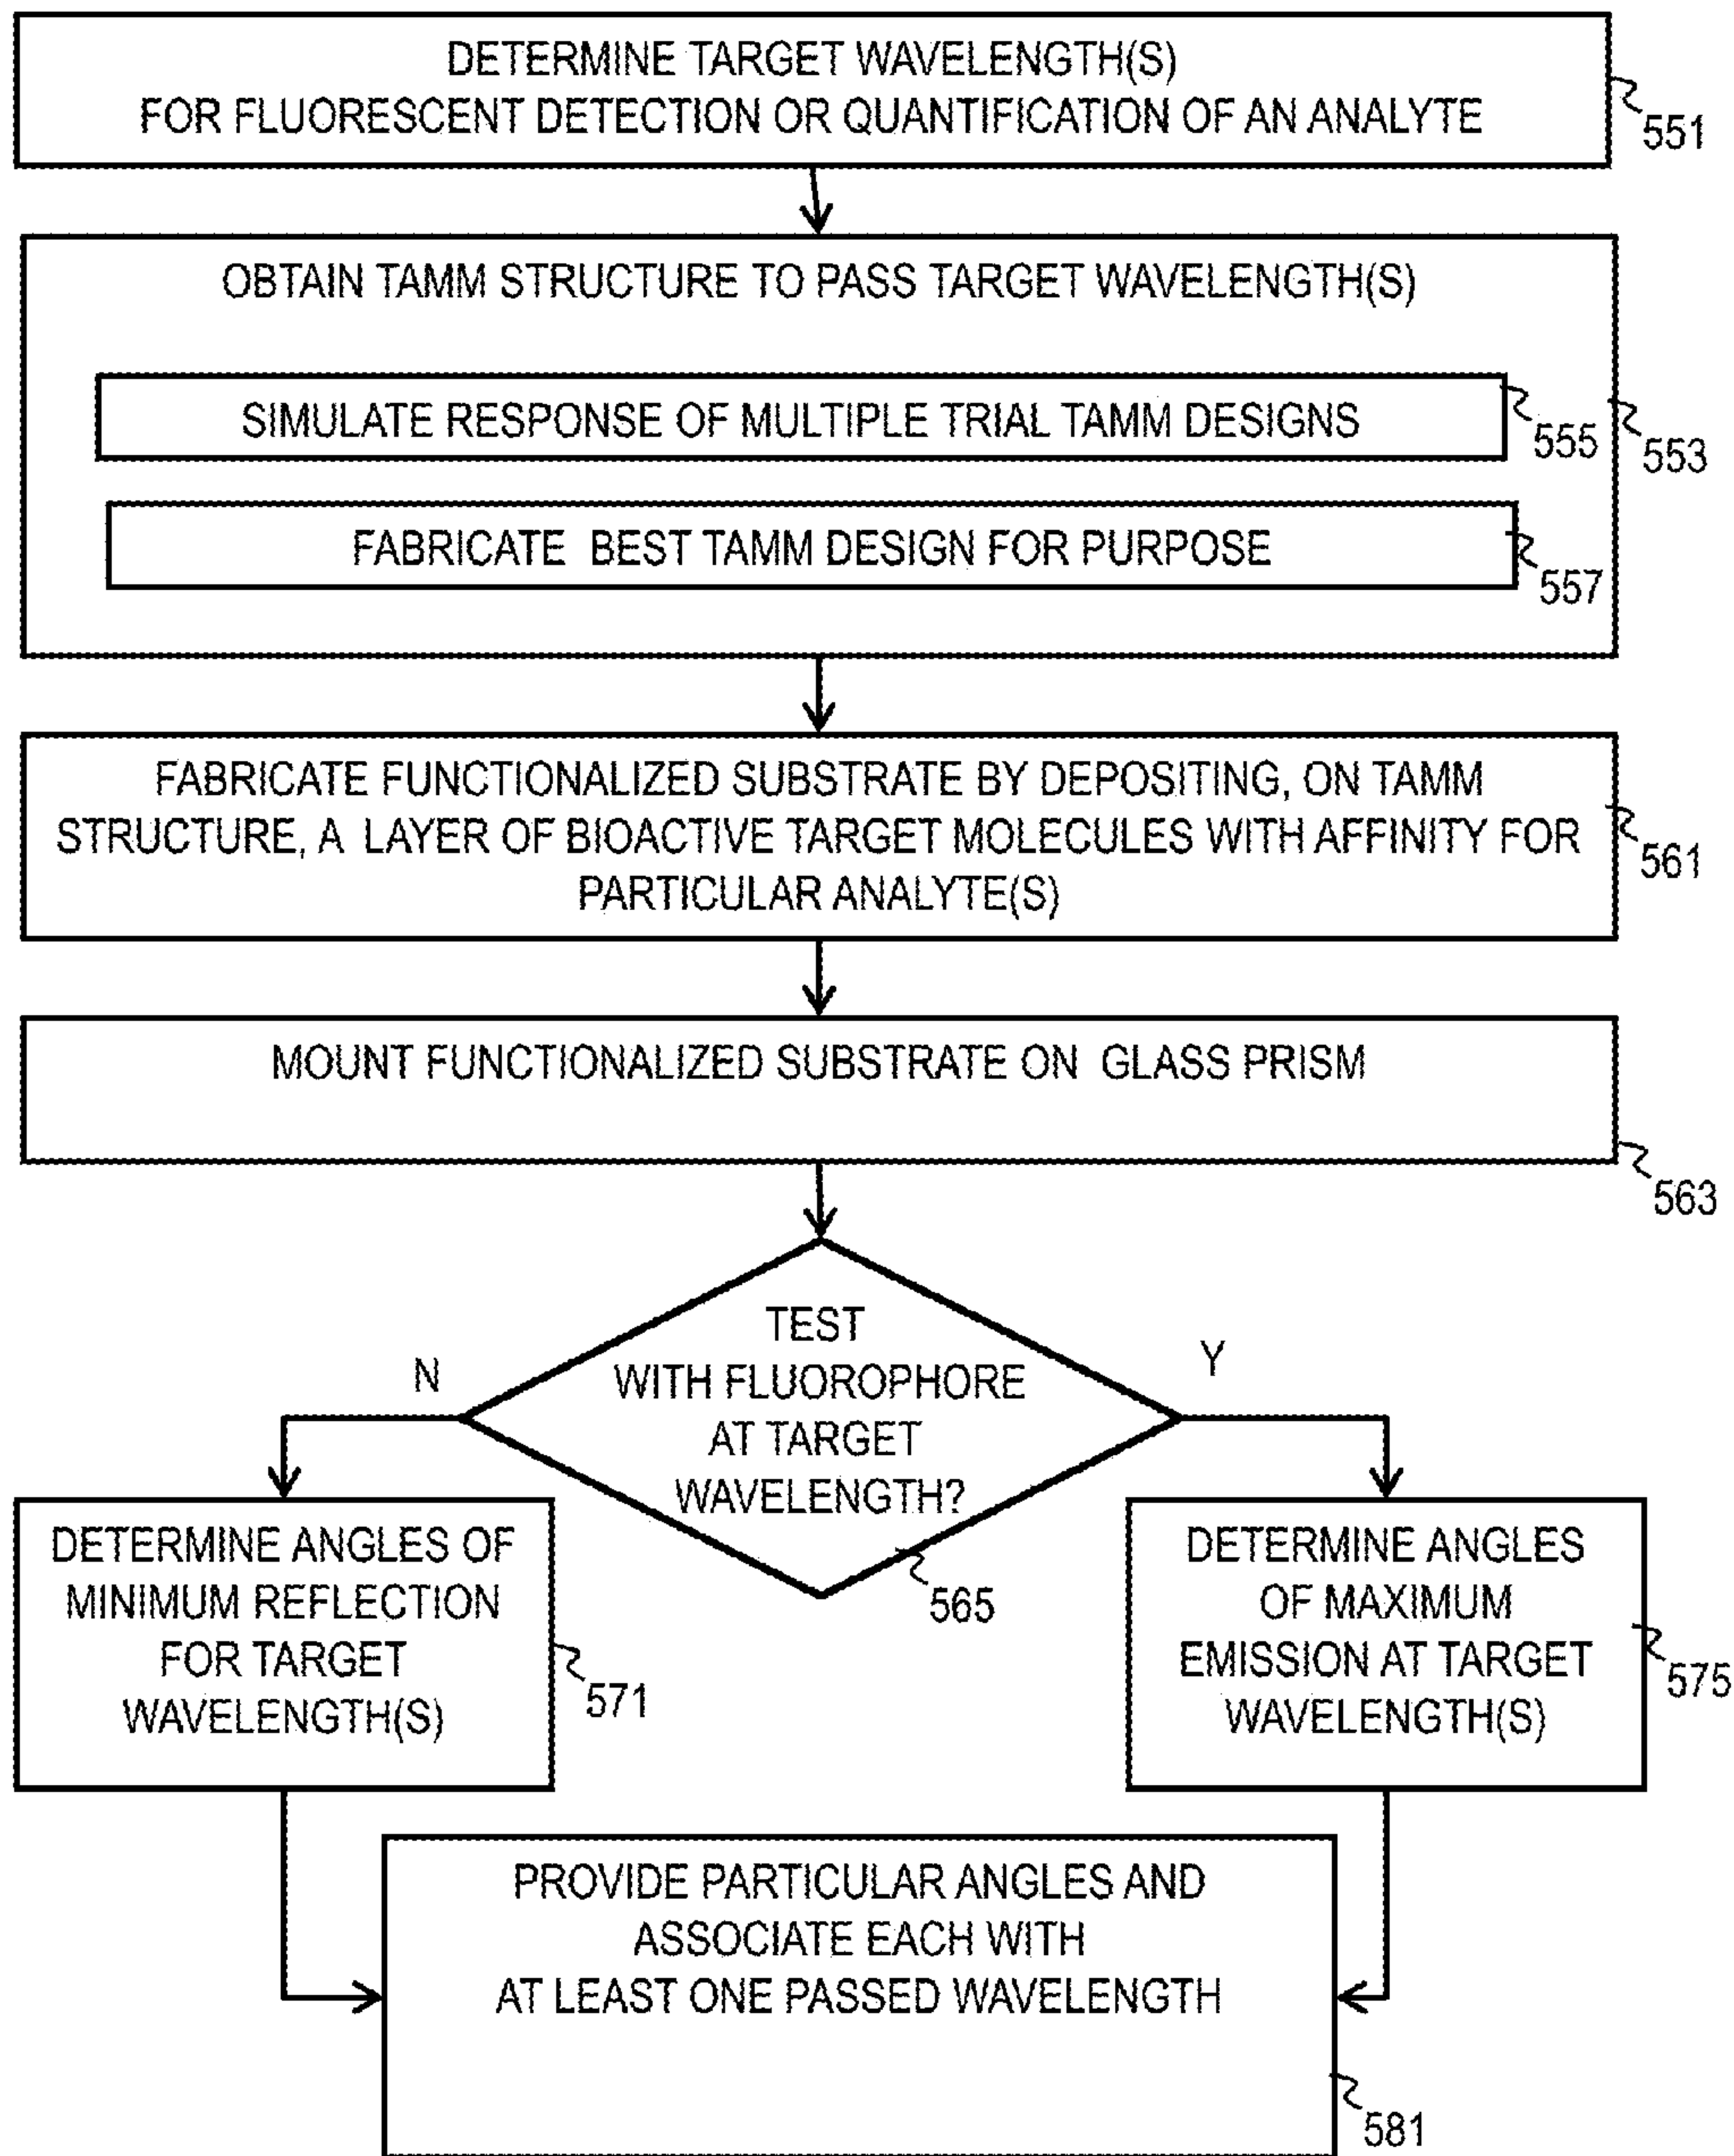 DETERMINE TARGET WAVELENGTH(S)
FOR FLUORESCENT DETECTION OR QUANTIFICATION OF AN ANALYTE
551
OBTAIN TAMM STRUCTURE TO PASS TARGET WAVELENGTH(S)
SIMULATE RESPONSE OF MULTIPLE TRIAL TAMM DESIGNS
555
553
FABRICATE BEST TAMM DESIGN FOR PURPOSE
557
FABRICATE FUNCTIONALIZED SUBSTRATE BY DEPOSITING, ON TAMM
STRUCTURE, A LAYER OF BIOACTIVE TARGET MOLECULES WITH AFFINITY FOR
PARTICULAR ANALYTE(S)
561
MOUNT FUNCTIONALIZED SUBSTRATE ON GLASS PRISM
563
TEST
WITH FLUOROPHORE
AT TARGET
WAVELENGTH?
565
N
Y
DETERMINE ANGLES OF
MINIMUM REFLECTION
FOR TARGET
WAVELENGTH(S)
571
DETERMINE ANGLES
OF MAXIMUM
EMISSION AT TARGET
WAVELENGTH(S)
575
PROVIDE PARTICULAR ANGLES AND
ASSOCIATE EACH WITH
AT LEAST ONE PASSED WAVELENGTH
581